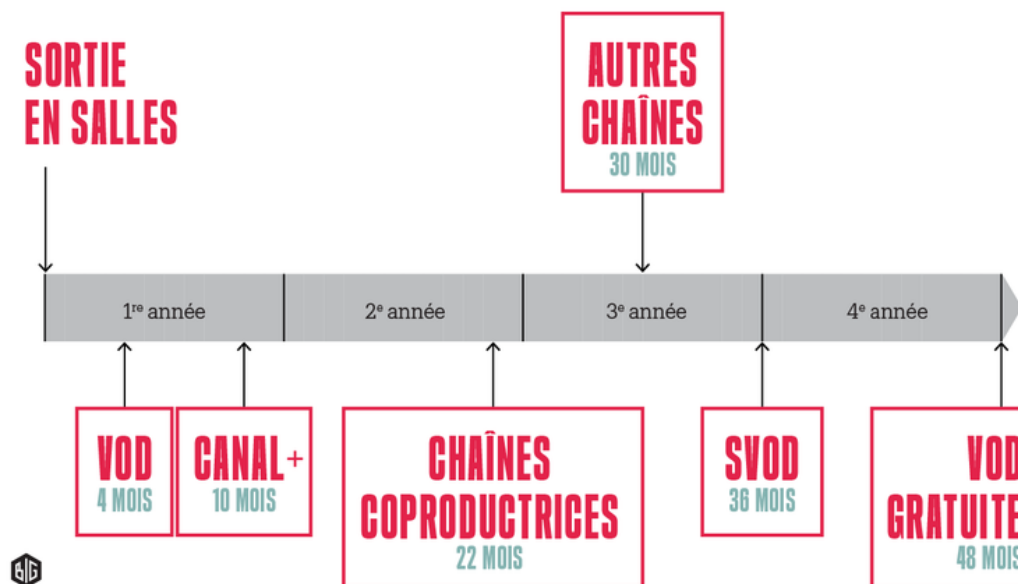 SORTIE
EN SALLES
AUTRES
CHAÎNES
30 MOIS
1re année
2e année
3e année
4e année
VOD
4 MOIS
CANAL+
10 MOIS
CHAÎNES
COPRODUCTRICES
22 MOIS
SVOD
36 MOIS
VOD
GRATUITE
48 MOIS
BIG